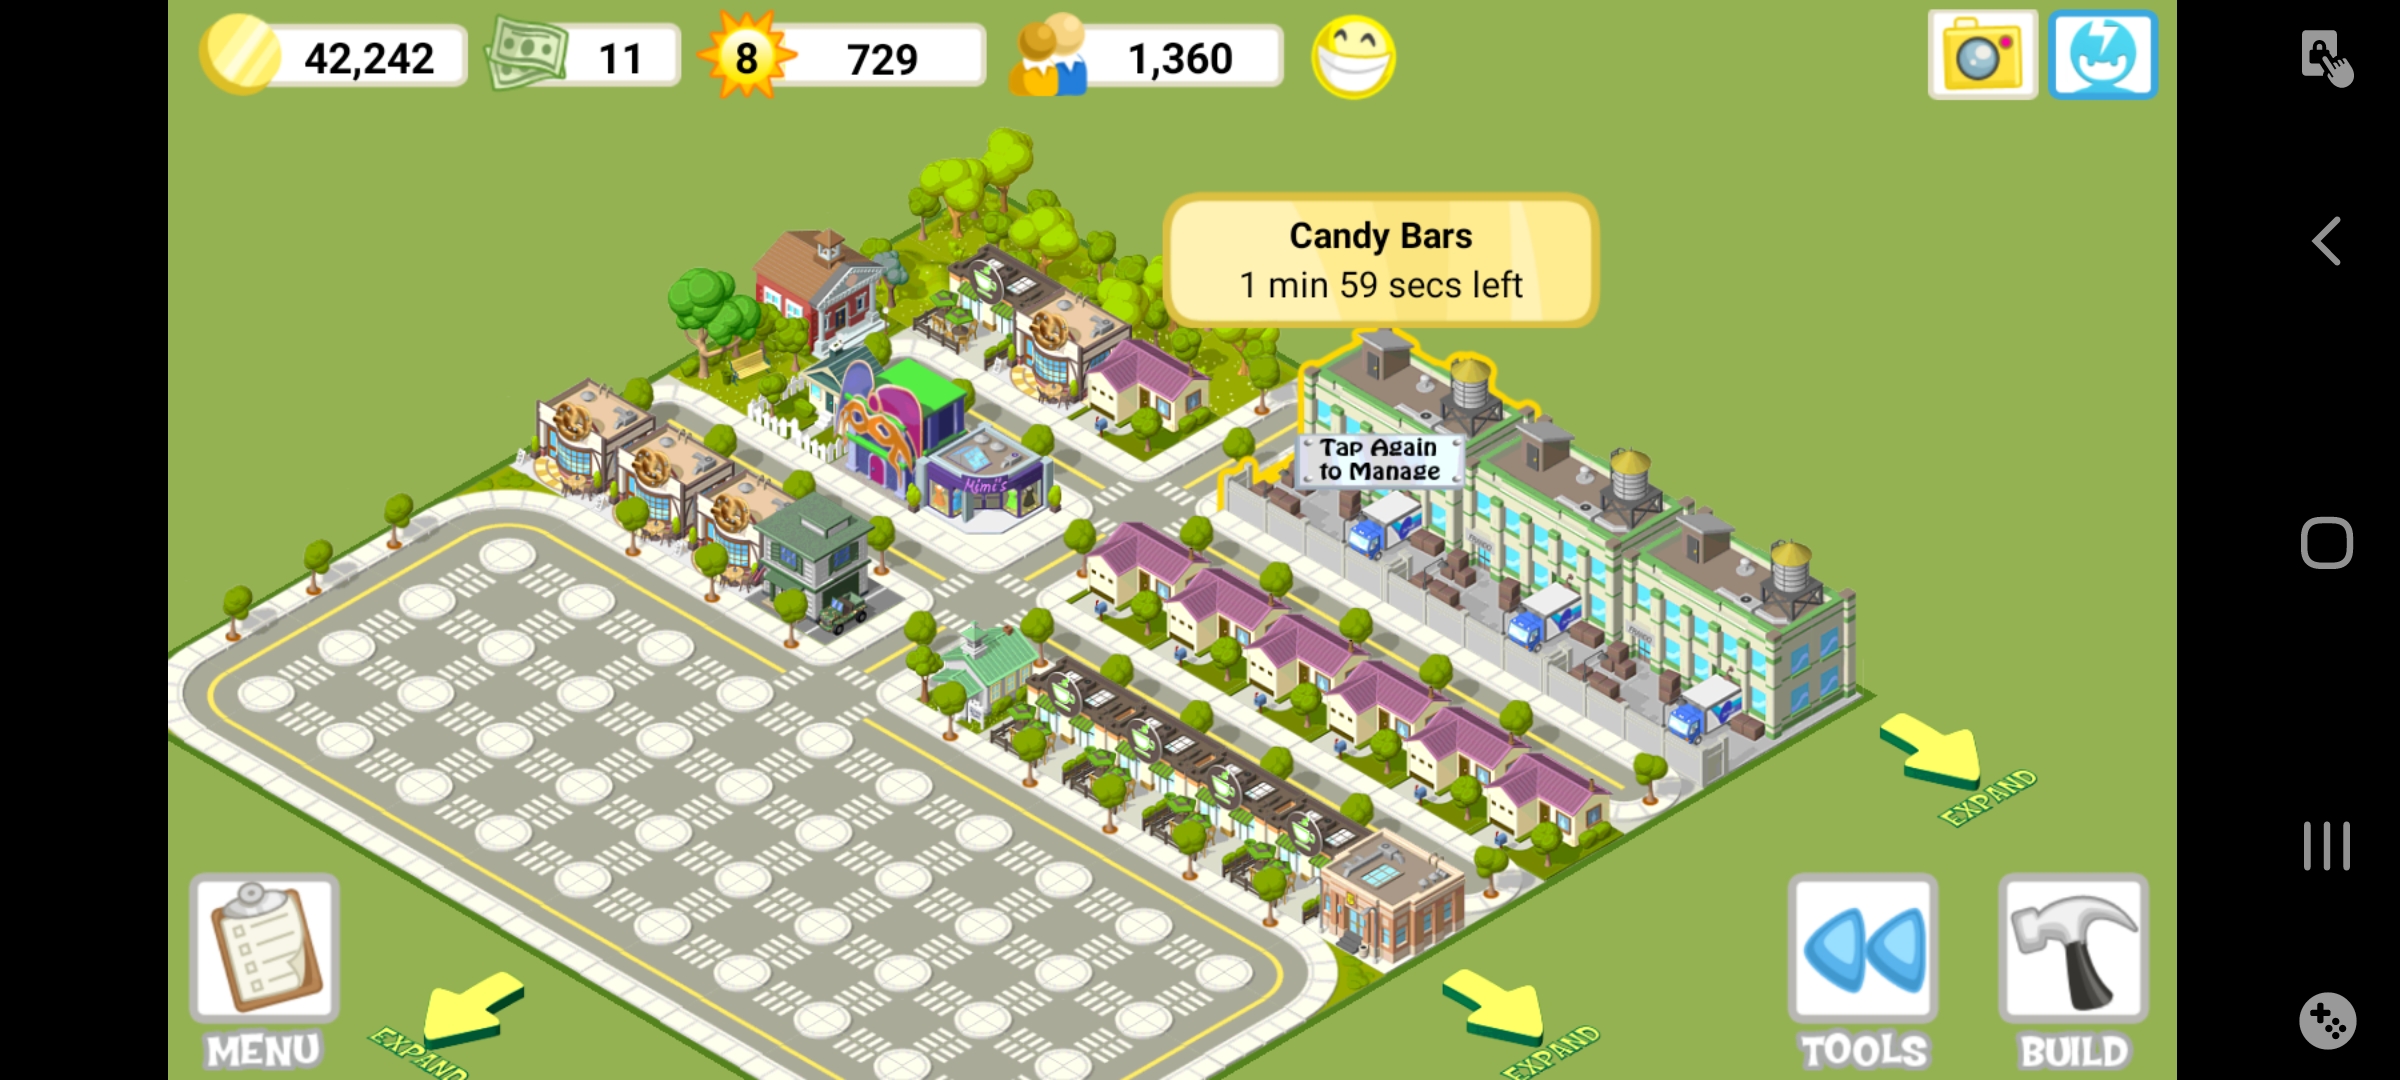 42,242
11
8
729
1,360
Candy Bars
1 min 59 secs left
Tap Again
to Manage
Mimi's
EXPAND
EXPAND
EXPAND
MENU
TOOLS
BUILD